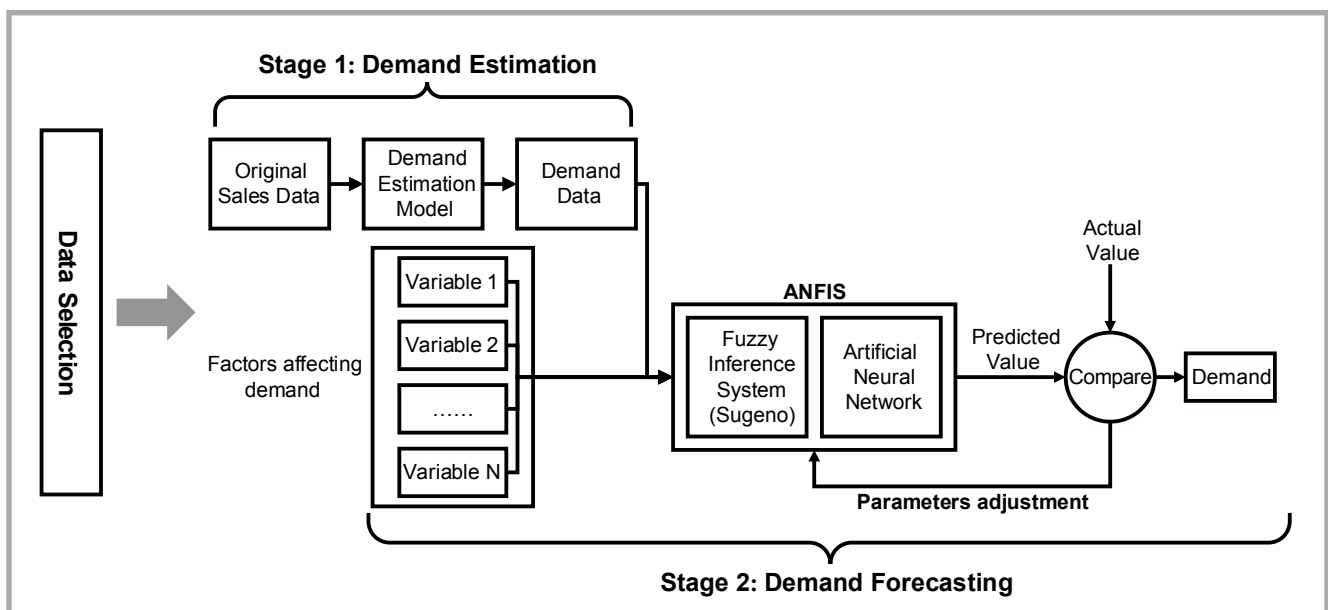 Stage 1: Demand Estimation
Data Selection
Original
Sales Data
Demand
Estimation
Model
Demand
Data
Factors affecting
demand
Variable 1
Variable 2
......
Variable N
ANFIS
Fuzzy
Inference
System
(Sugeno)
Artificial
Neural
Network
Predicted
Value
Actual
Value
Compare
Demand
Parameters adjustment
Stage 2: Demand Forecasting